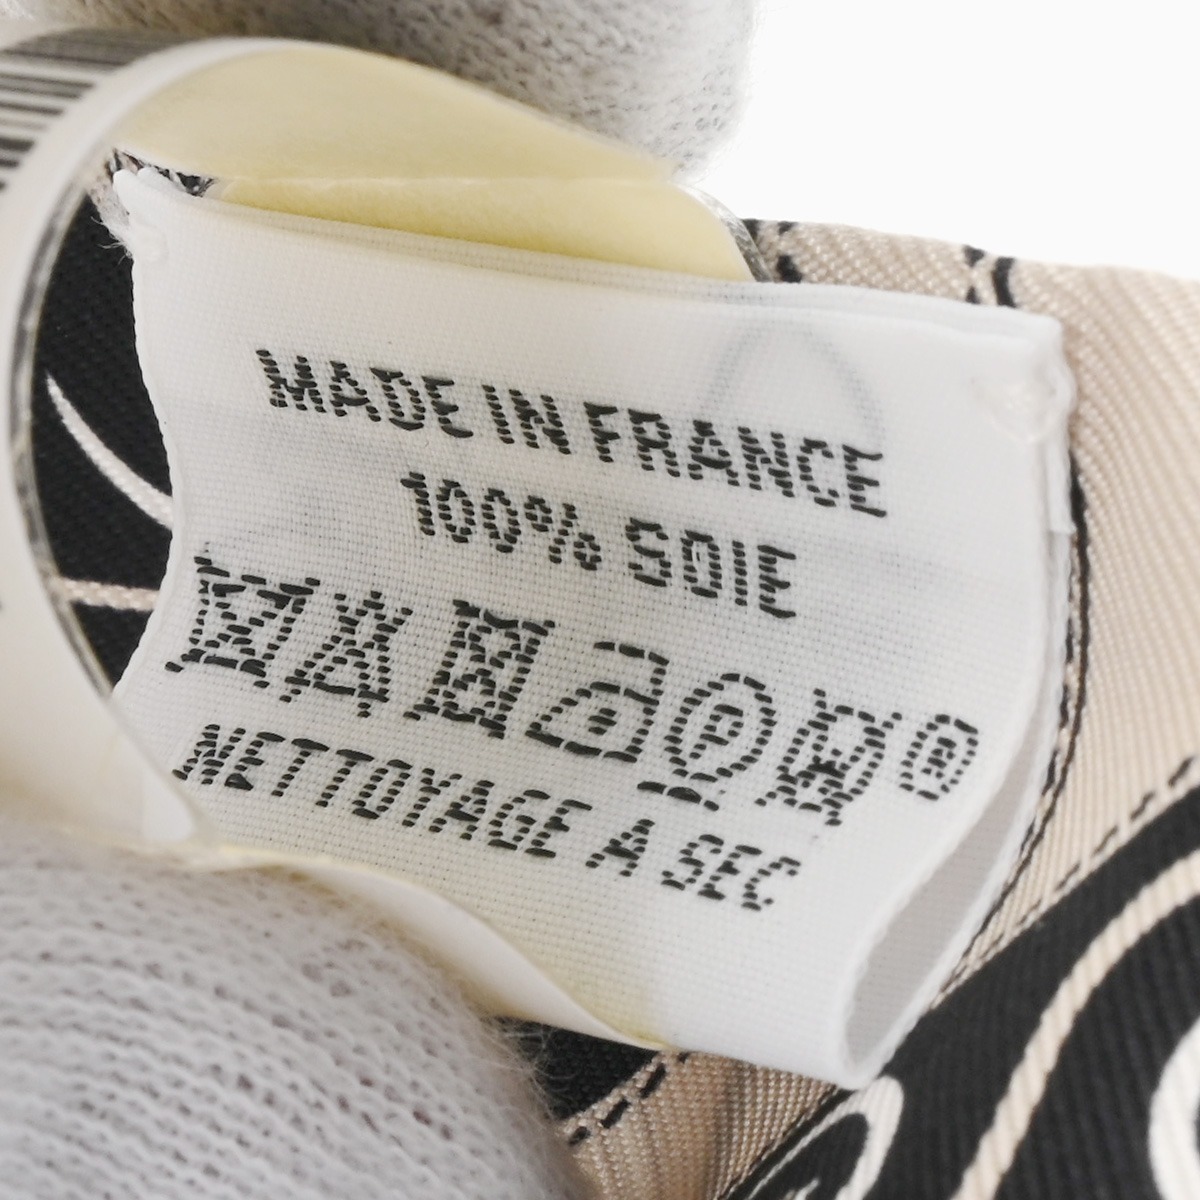 MADE IN FRANCE
100% SOIE
NETTOYAGE A SEC